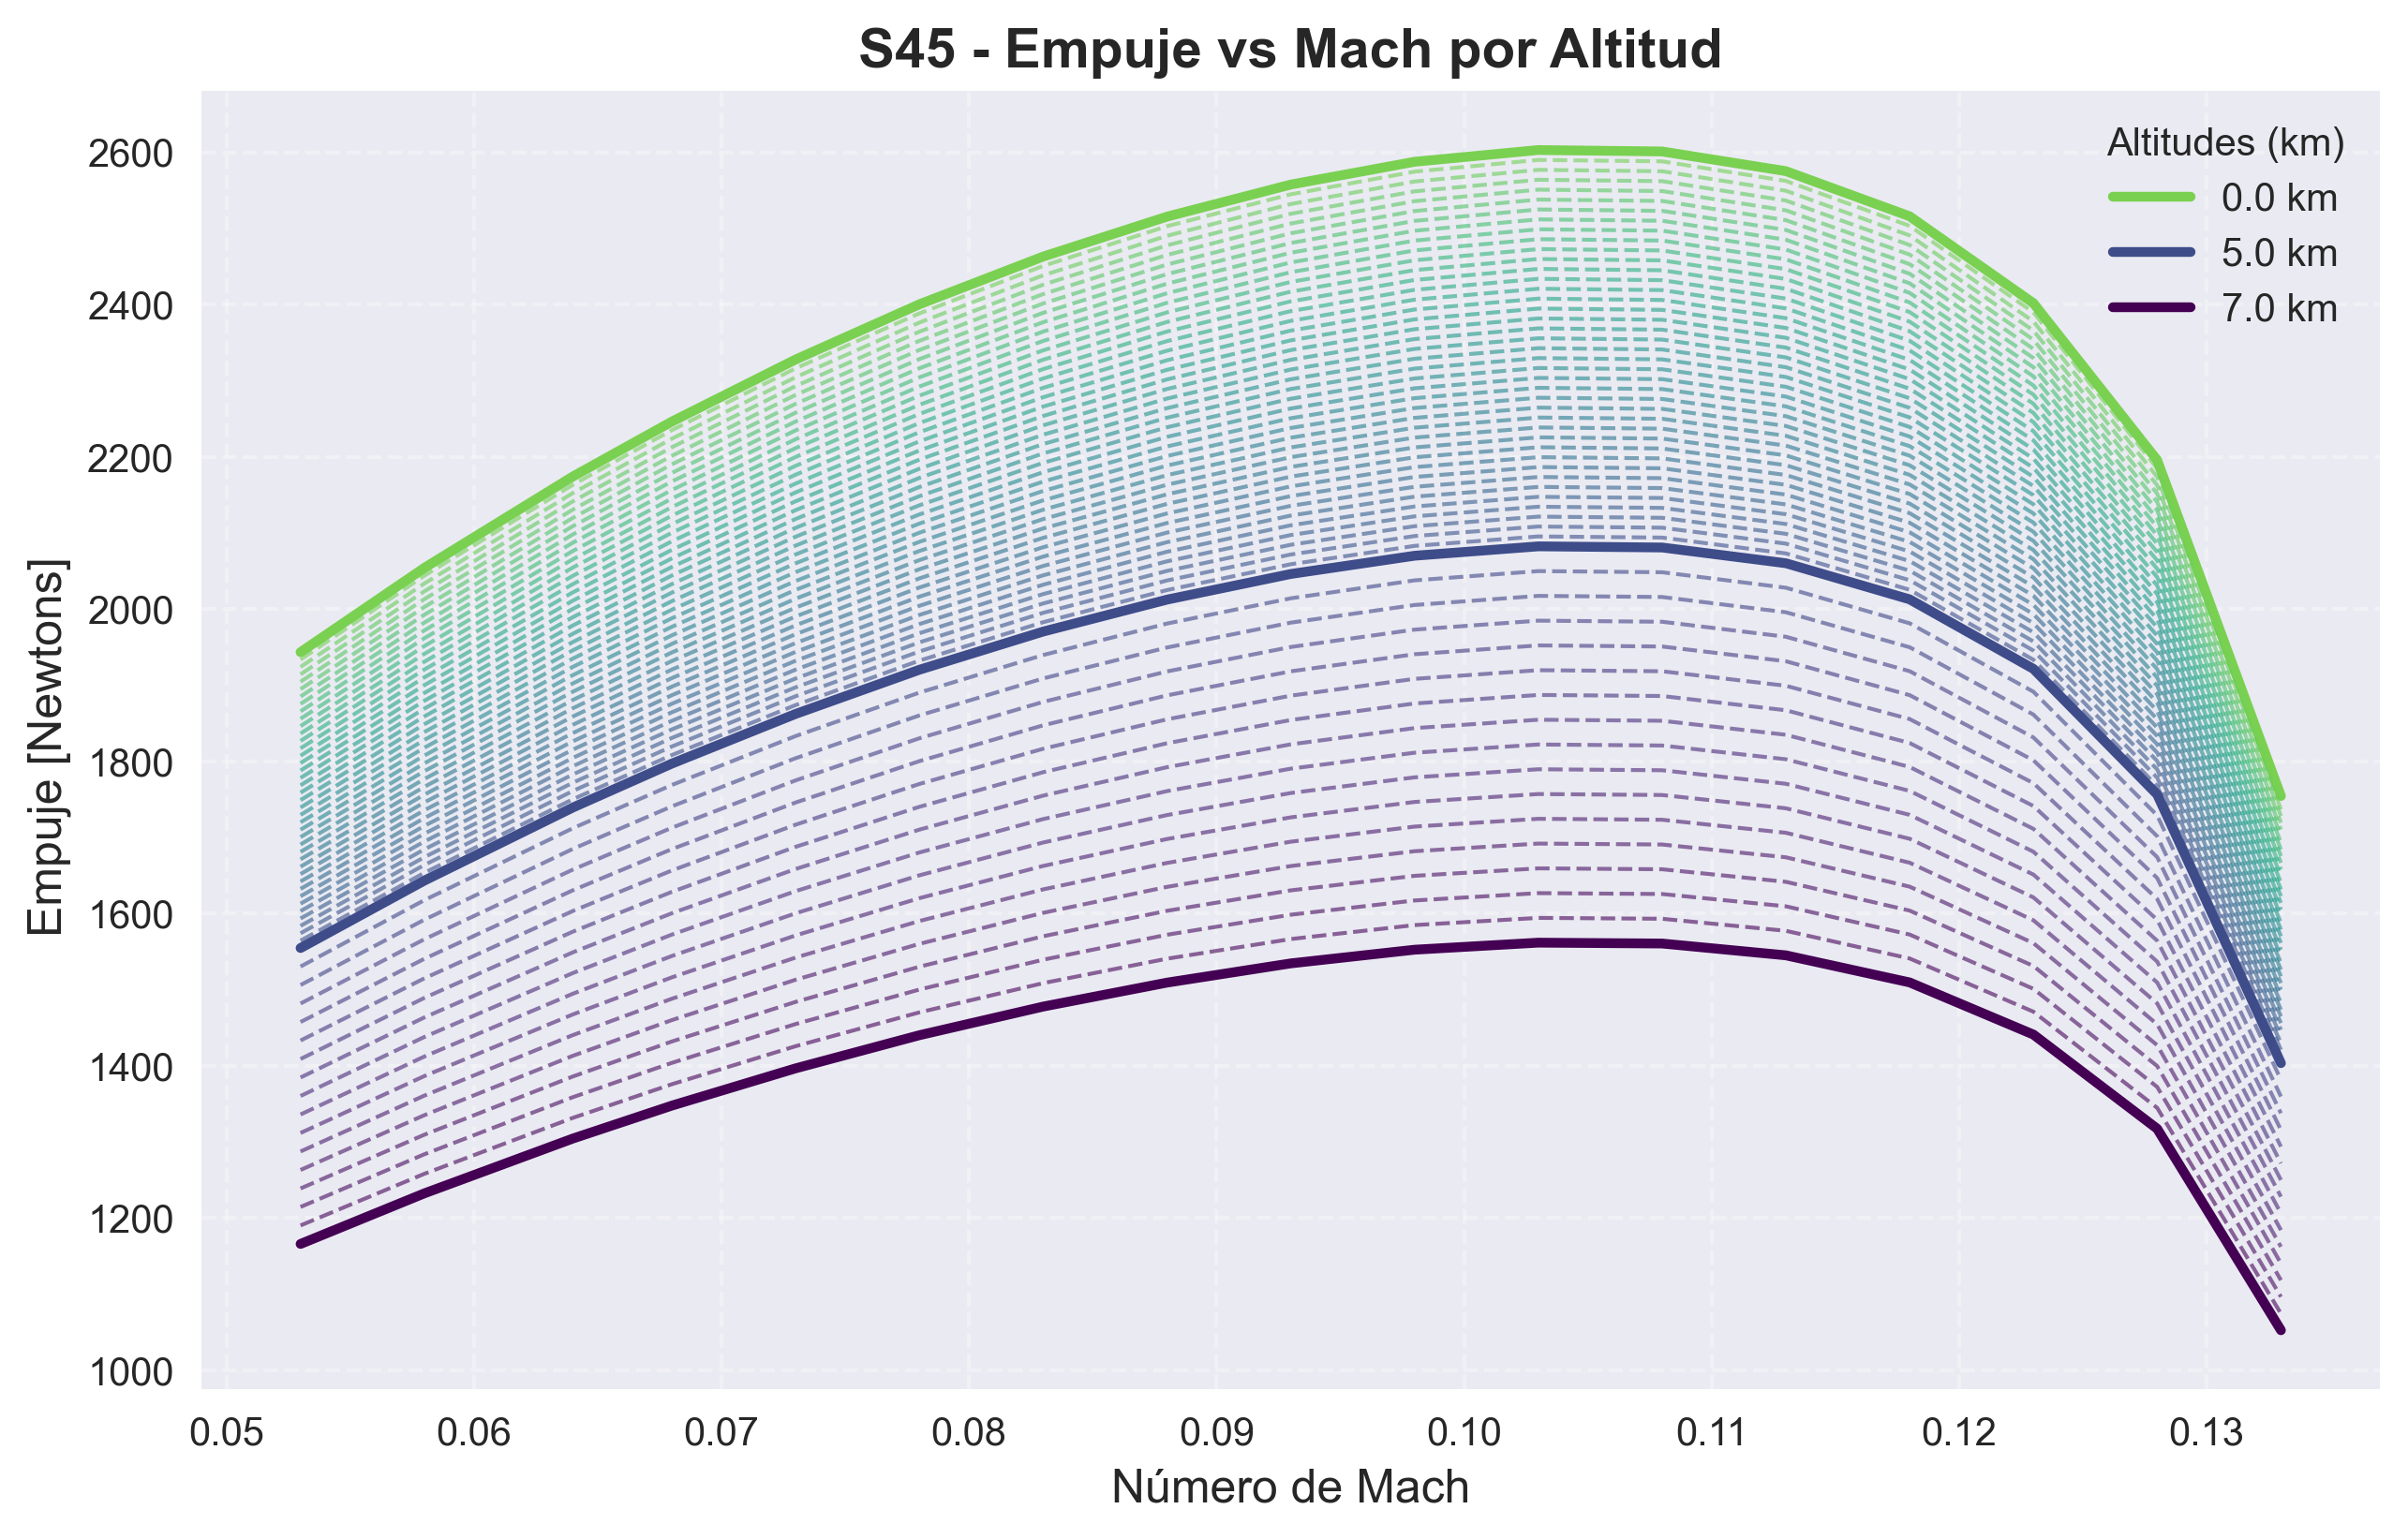 S45 - Empuje vs Mach por Altitud
Empuje [Newtons]
2600
2400
2200
2000
1800
1600
1400
1200
1000
Altitudes (km)
0.0 km
5.0 km
7.0 km
0.05 0.06 0.07 0.08 0.09 0.10 0.11 0.12 0.13
Número de Mach